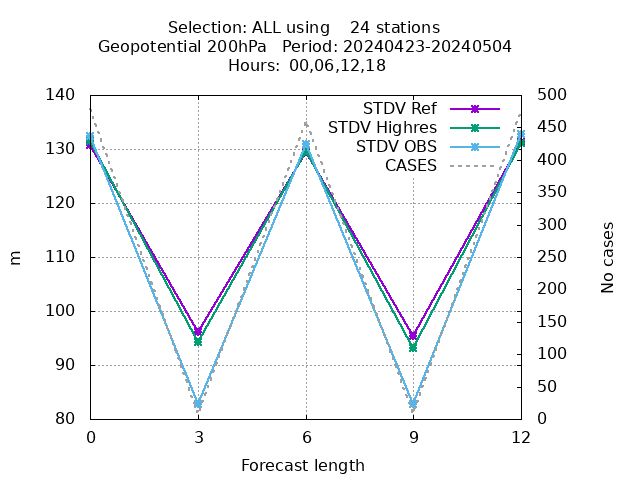 Selection: ALL using    24 stations
Geopotential 200hPa   Period: 20240423-20240504
Hours: 00,06,12,18
STDV Ref
STDV Highres
STDV OBS
CASES
140
130
120
110
100
90
80
m
500
450
400
350
300
250
200
150
100
50
0
No cases
0 3 6 9 12
Forecast length